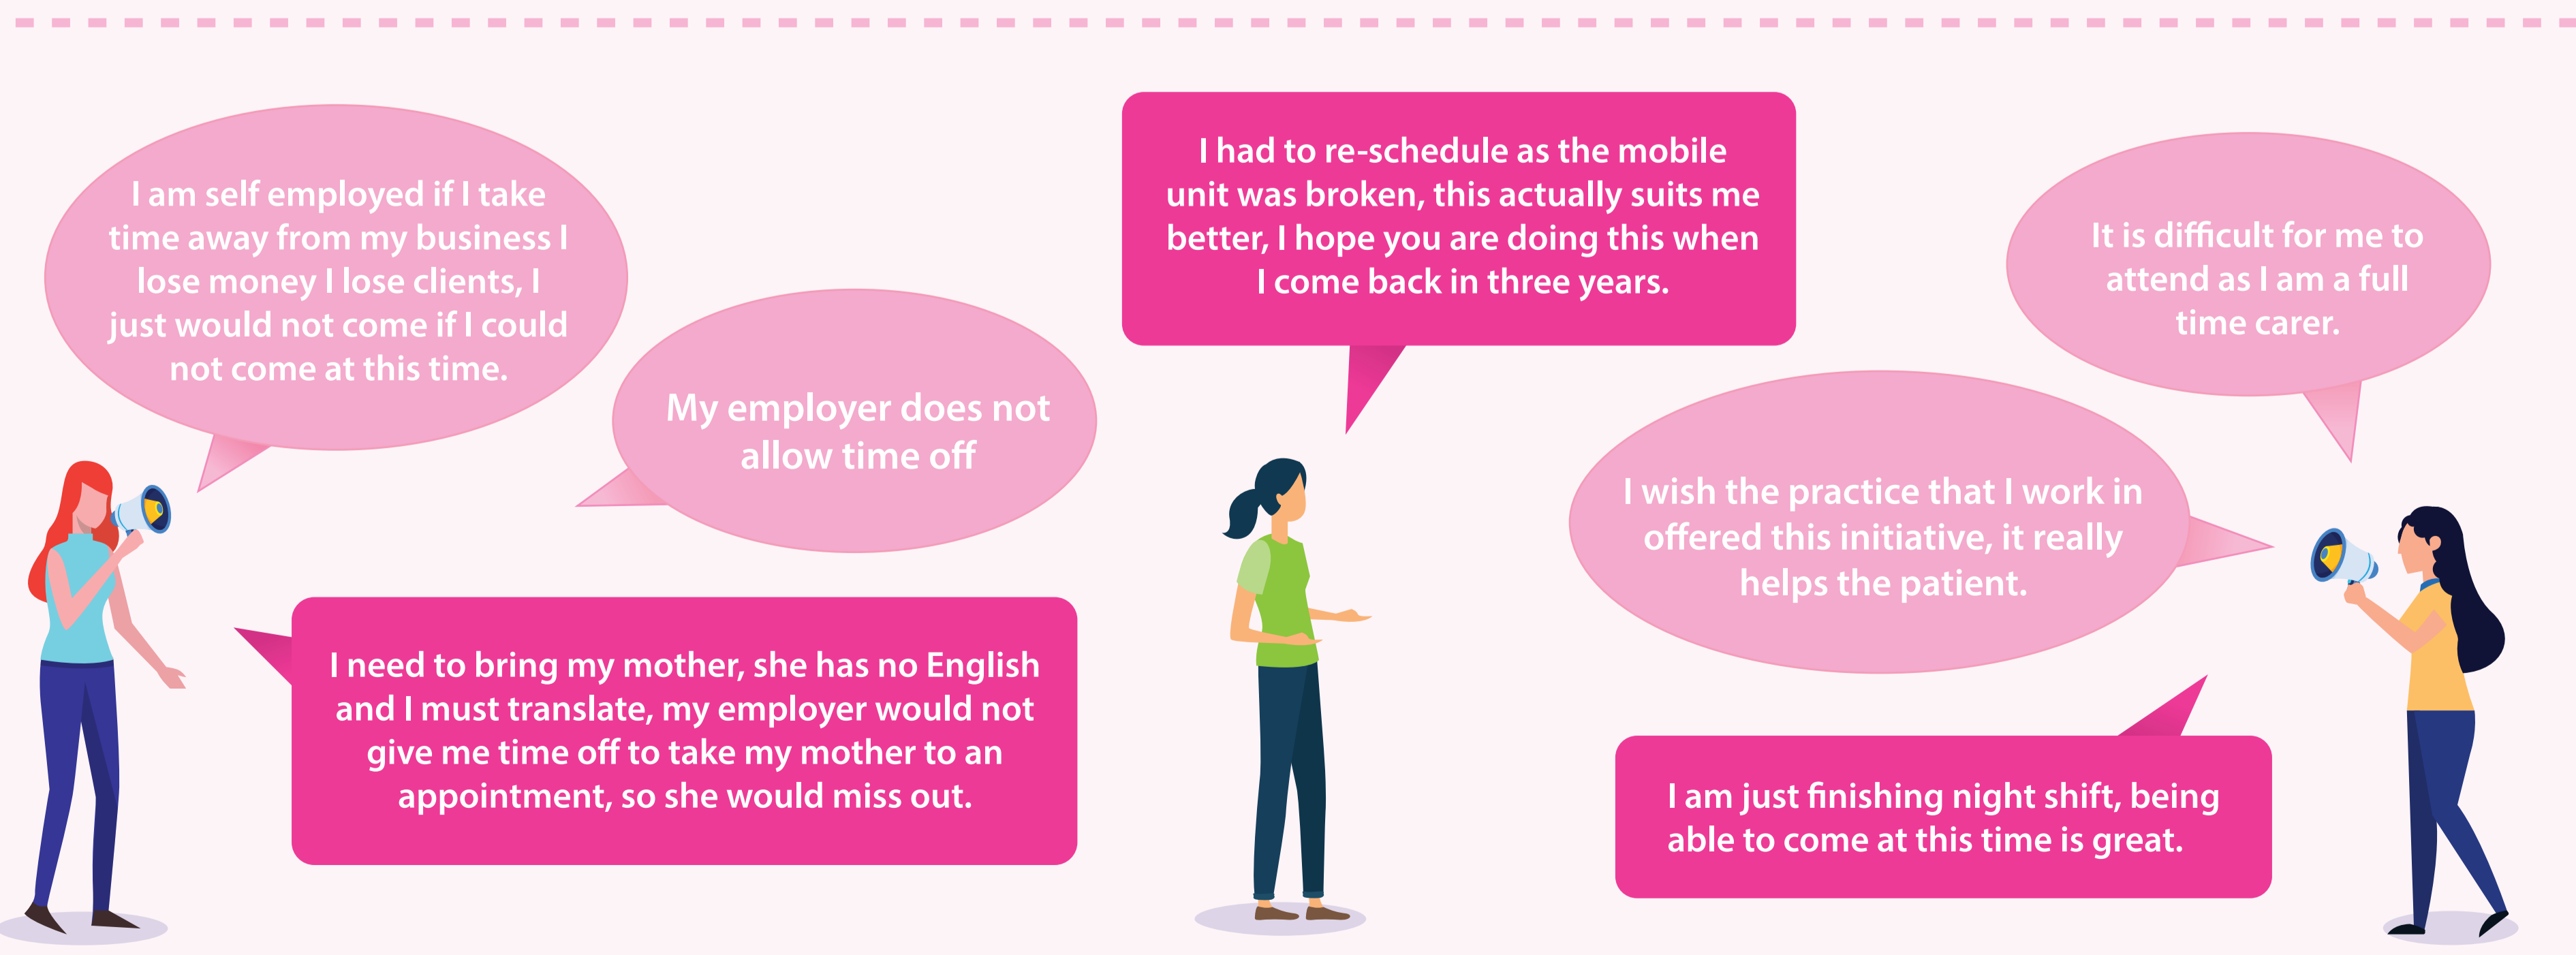 I am self employed if I take
time away from my business I
lose money I lose clients, I
just would not come if I could
not come at this time.
My employer does not
allow time off
I need to bring my mother, she has no English
and I must translate, my employer would not
give me time off to take my mother to an
appointment, so she would miss out.
I had to re-schedule as the mobile
unit was broken, this actually suits me
better, I hope you are doing this when
I come back in three years.
It is difficult for me to
attend as I am a full
time carer.
I wish the practice that I work in
offered this initiative, it really
helps the patient.
I am just finishing night shift, being
able to come at this time is great.